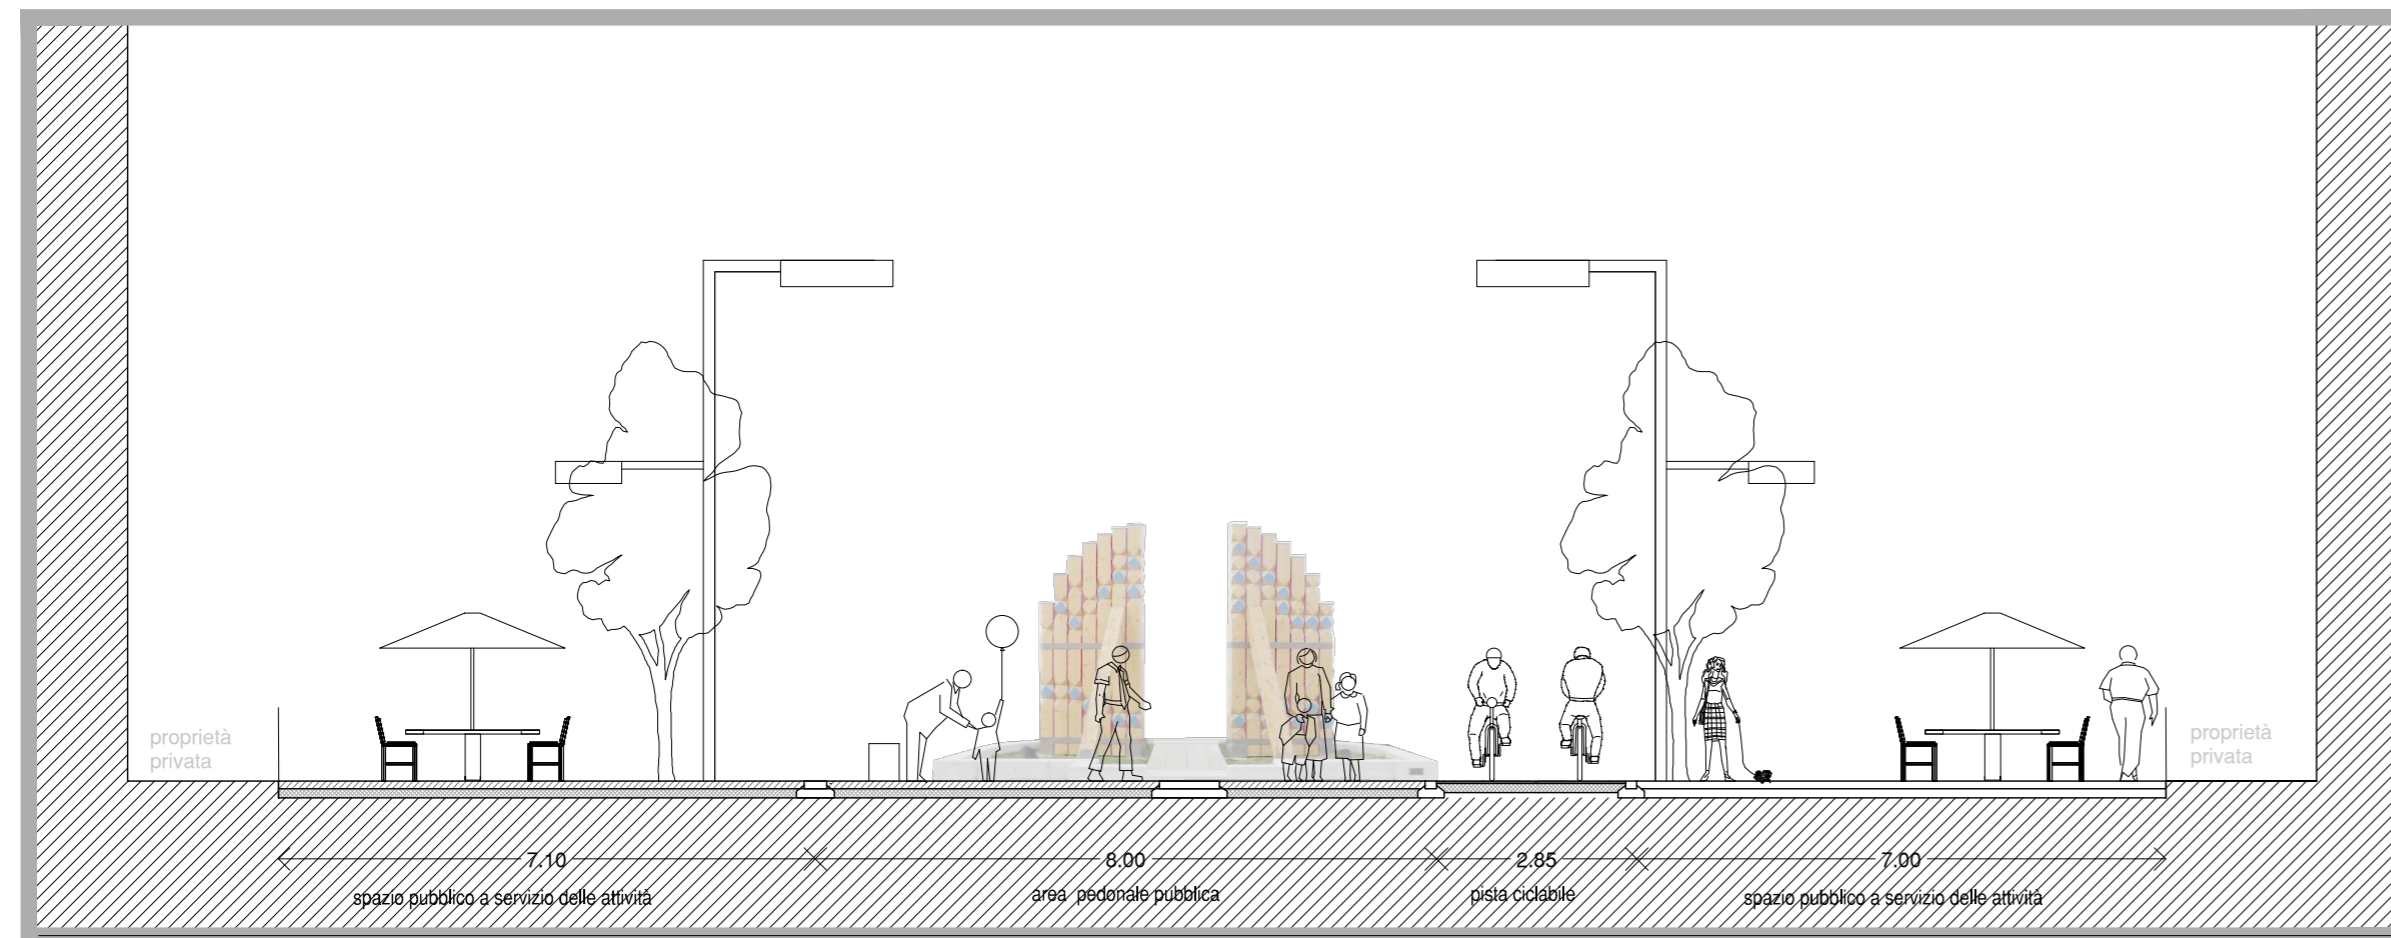 proprietà
privata
proprietà
privata
7.10
8.00
2.85
7.00
spazio pubblico a servizio delle attività
area pedonale pubblica
pista ciclabile
spazio pubblico a servizio delle attività